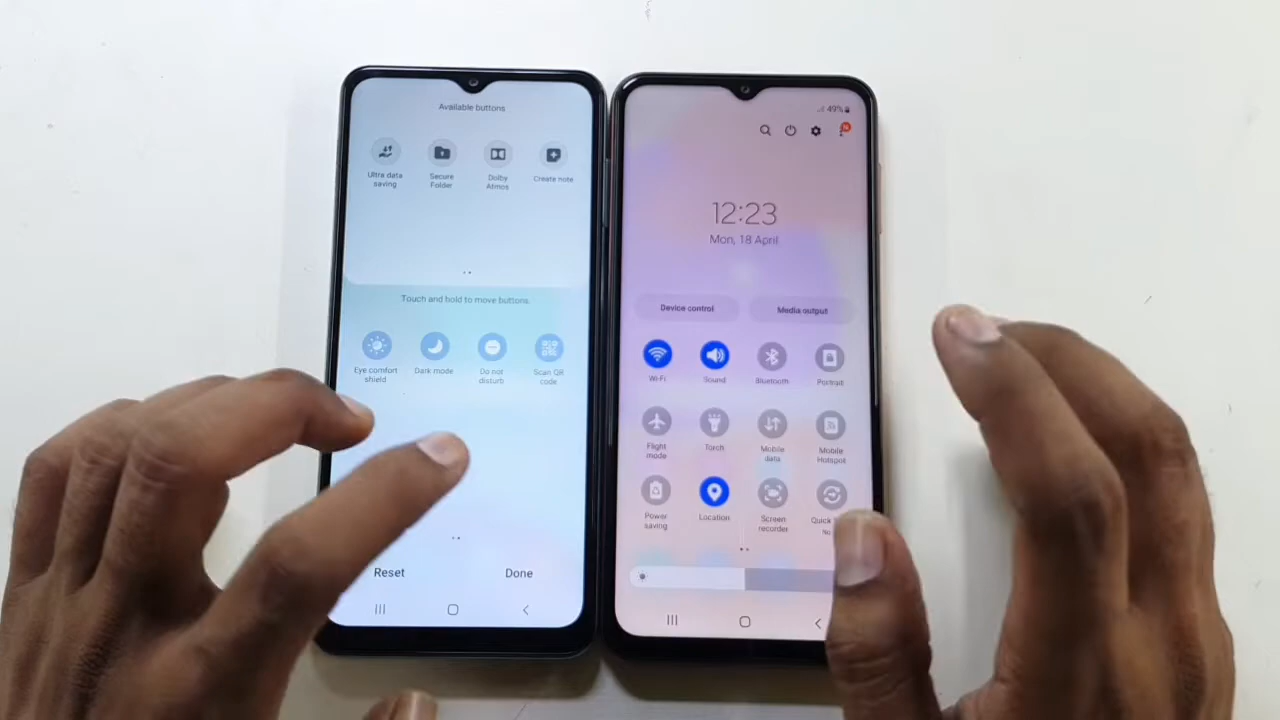 Available buttons
Ultra data
saving
Secure
Folder
Dolby
Atmos
Create note
Touch and hold to move buttons.
Eye comfort
shield
Dark mode
Do not
disturb
Scan QR
code
Reset
Done
49%
12:23
Mon, 18 April
Device control
Media output
Wi-Fi
Sound
Bluetooth
Portrait
Flight
mode
Torch
Mobile
data
Mobile
Hotspot
Power
saving
Location
Screen
recorder
Quick
No